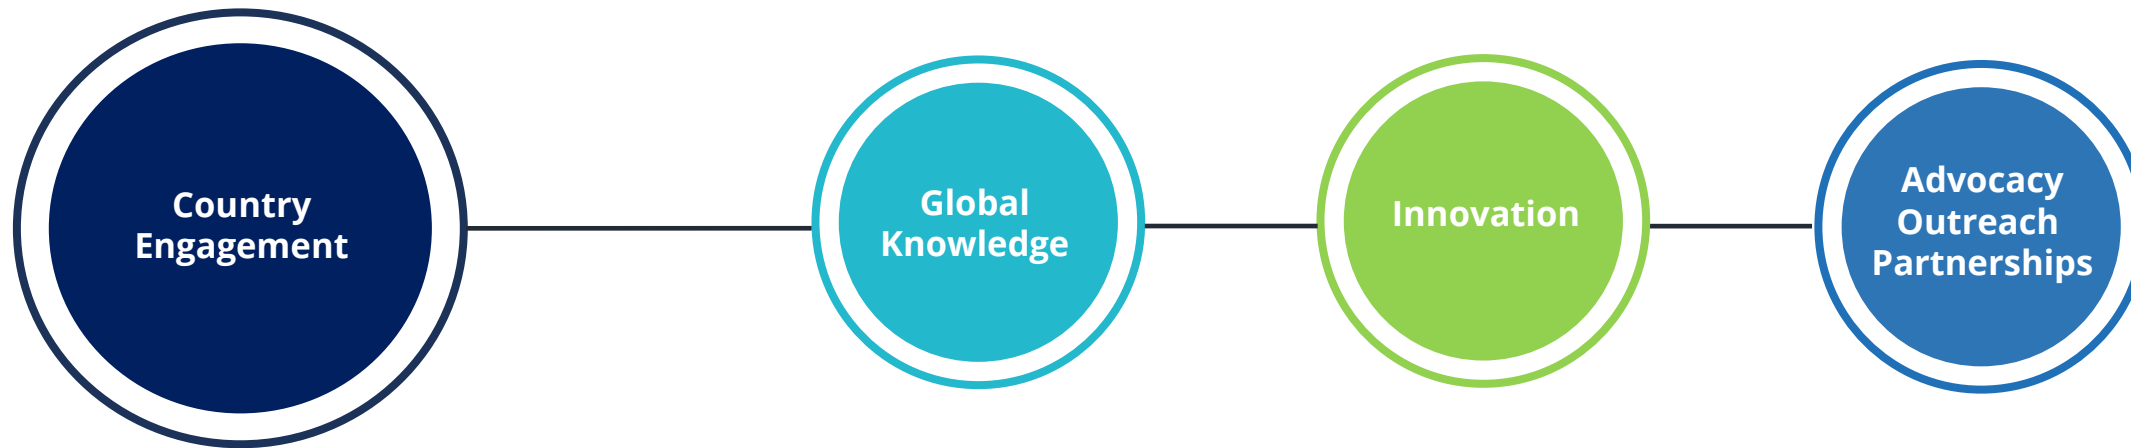 Country
Engagement
Global
Knowledge
Innovation
Advocacy
Outreach
Partnerships